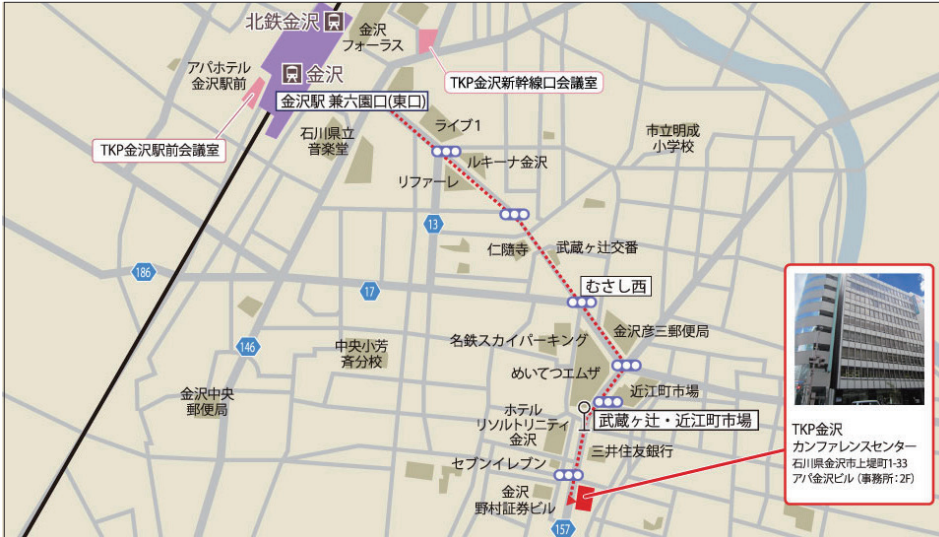 北鉄金沢
金沢
フォーラス
アパホテル
金沢駅前
金沢
TKP金沢新幹線口会議室
金沢駅 兼六園口(東口)
TKP金沢駅前会議室
石川県立
音楽堂
ライブ1
市立明成
小学校
ルキーナ金沢
リファーレ
13
仁隨寺
武蔵ヶ辻交番
186
17
むさし西
146
中央小芳
斉分校
名鉄スカイパーキング
金沢彦三郵便局
めいてつエムザ
金沢中央
郵便局
近江町市場
ホテル
リソルトリニティ
金沢
武蔵ヶ辻・近江町市場
三井住友銀行
セブンイレブン
金沢
野村証券ビル
157
TKP金沢
カンファレンスセンター
石川県金沢市上堤町1-33
アパ金沢ビル（事務所：2F）